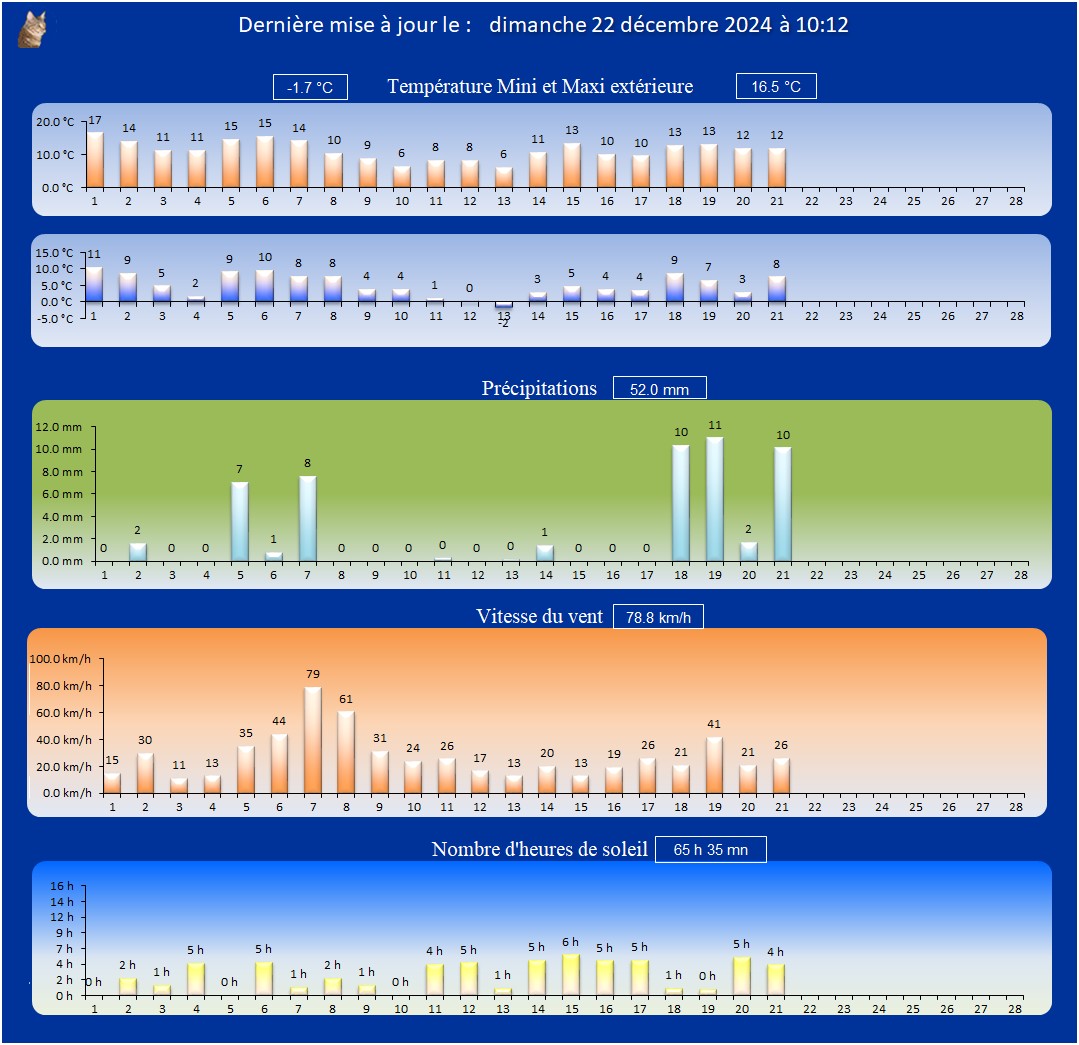 Dernière mise à jour le : dimanche 22 décembre 2024 à 10:12
-1.7 °C Température Mini et Maxi extérieure 16.5 °C
20.0 °C
10.0 °C
0.0 °C
17 14 11 11 15 15 14 10 9 6 8 8 6 11 13 10 10 13 13 12 12
1 2 3 4 5 6 7 8 9 10 11 12 13 14 15 16 17 18 19 20 21 22 23 24 25 26 27 28
15.0 °C
10.0 °C
5.0 °C
0.0 °C
-5.0 °C
11 9 5 2 9 10 8 8 4 4 1 0 -2 3 5 4 4 9 7 3 8
1 2 3 4 5 6 7 8 9 10 11 12 13 14 15 16 17 18 19 20 21 22 23 24 25 26 27 28
Précipitations 52.0 mm
12.0 mm
10.0 mm
8.0 mm
6.0 mm
4.0 mm
2.0 mm
0.0 mm
0 2 0 0 7 1 8 0 0 0 0 0 0 1 0 0 0 10 11 2 10
1 2 3 4 5 6 7 8 9 10 11 12 13 14 15 16 17 18 19 20 21 22 23 24 25 26 27 28
Vitesse du vent 78.8 km/h
100.0 km/h
80.0 km/h
60.0 km/h
40.0 km/h
20.0 km/h
0.0 km/h
15 30 11 13 35 44 79 61 31 24 26 17 13 20 13 19 26 21 41 21 26
1 2 3 4 5 6 7 8 9 10 11 12 13 14 15 16 17 18 19 20 21 22 23 24 25 26 27 28
Nombre d'heures de soleil 65 h 35 mn
16 h
14 h
12 h
9 h
7 h
4 h
2 h
0 h
0 h 2 h 1 h 5 h 0 h 5 h 1 h 2 h 1 h 0 h 4 h 5 h 1 h 5 h 6 h 5 h 5 h 1 h 0 h 5 h 4 h
1 2 3 4 5 6 7 8 9 10 11 12 13 14 15 16 17 18 19 20 21 22 23 24 25 26 27 28